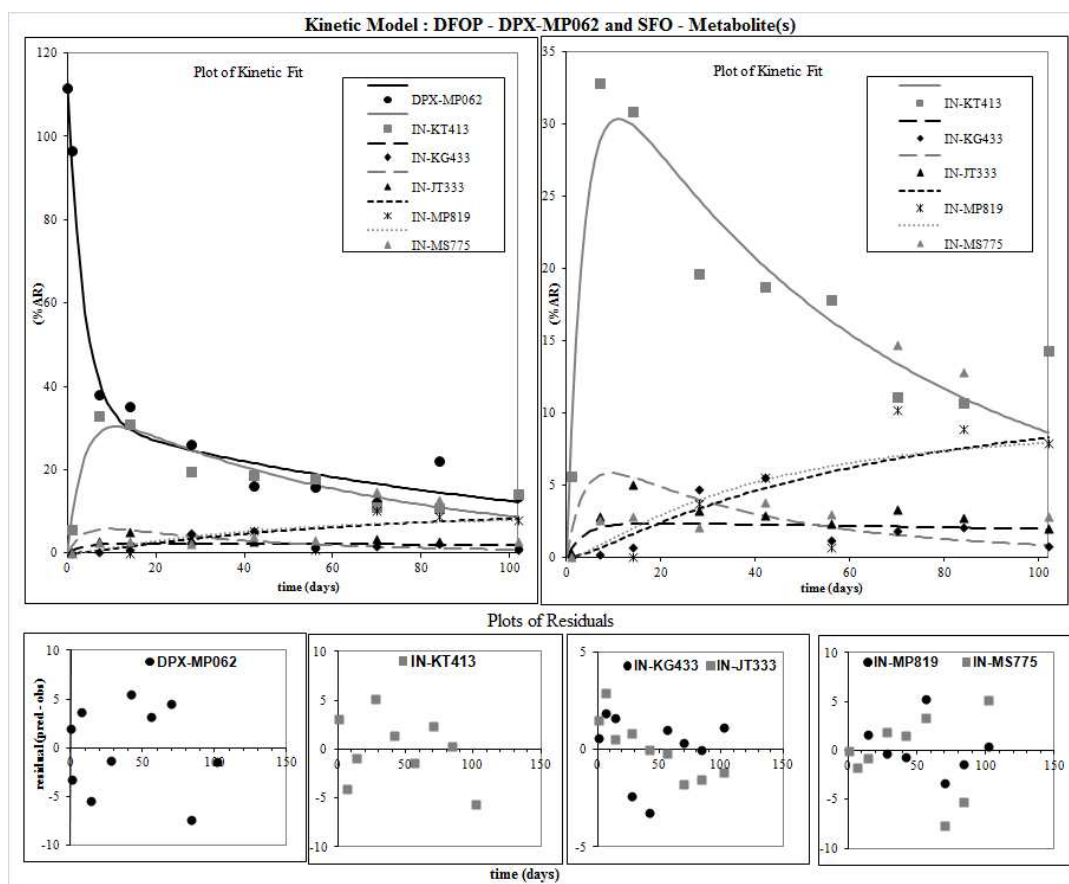 Kinetic Model : DFOP - DPX-MP062 and SFO - Metabolite(s)
Plot of Kinetic Fit
DPX-MP062
IN-KT413
IN-KG433
IN-JT333
IN-MP819
IN-MS775
120
100
80
60
40
20
0
(%AR)
0 20 40 60 80 100
time (days)
Plot of Kinetic Fit
IN-KT413
IN-KG433
IN-JT333
IN-MP819
IN-MS775
35
30
25
20
15
10
5
0
(%AR)
0 20 40 60 80 100
time (days)
Plots of Residuals
DPX-MP062
10
5
0
-5
-10
residual (pred - obs)
0 50 100 150
IN-KT413
10
5
0
-5
-10
0 50 100 150
IN-KG433 IN-JT333
5
0
-5
0 50 100 150
IN-MP819 IN-MS775
10
5
0
-5
-10
0 50 100 150
time (days)